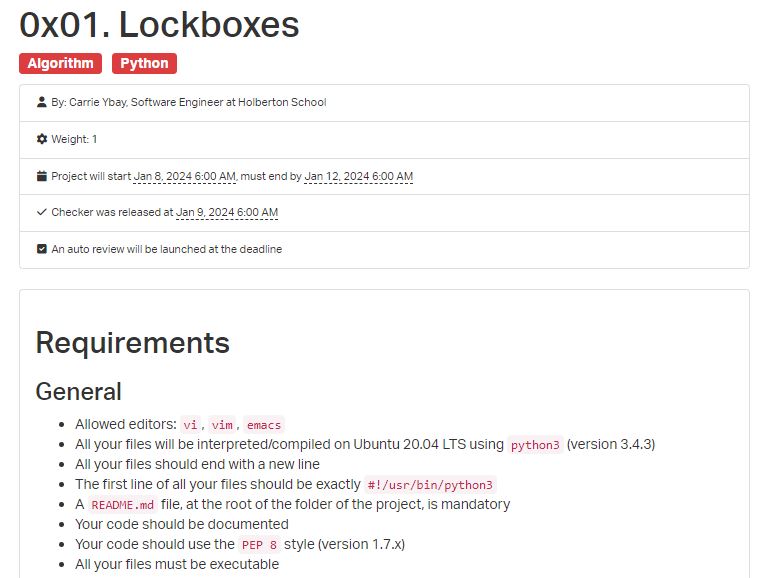 0x01. Lockboxes
Algorithm Python
By: Carrie Ybay, Software Engineer at Holberton School
Weight: 1
Project will start Jan 8, 2024 6:00 AM, must end by Jan 12, 2024 6:00 AM
Checker was released at Jan 9, 2024 6:00 AM
An auto review will be launched at the deadline
Requirements
General
Allowed editors: vi, vim, emacs
All your files will be interpreted/compiled on Ubuntu 20.04 LTS using python3 (version 3.4.3)
All your files should end with a new line
The first line of all your files should be exactly #!/usr/bin/python3
A README.md file, at the root of the folder of the project, is mandatory
Your code should be documented
Your code should use the PEP 8 style (version 1.7.x)
All your files must be executable